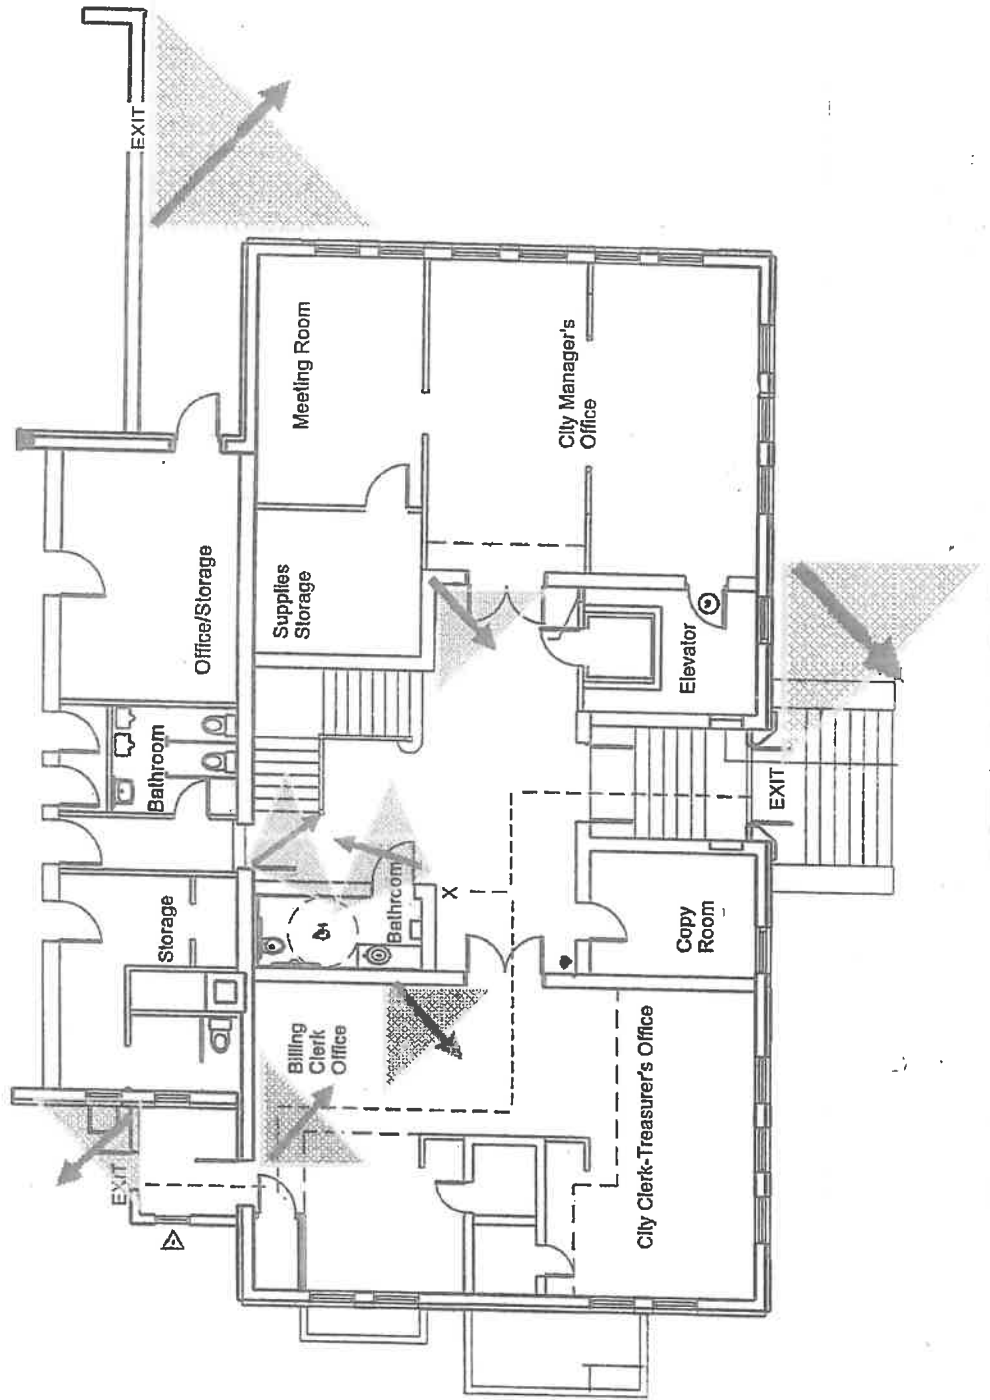 EXIT
Meeting Room
City Manager's
Office
Office/Storage
Supplies
Storage
Elevator
Bathroom
EXIT
Storage
Bathroom
X
Copy
Room
Billing
Clerk
Office
City Clerk-Treasurer's Office
EXIT